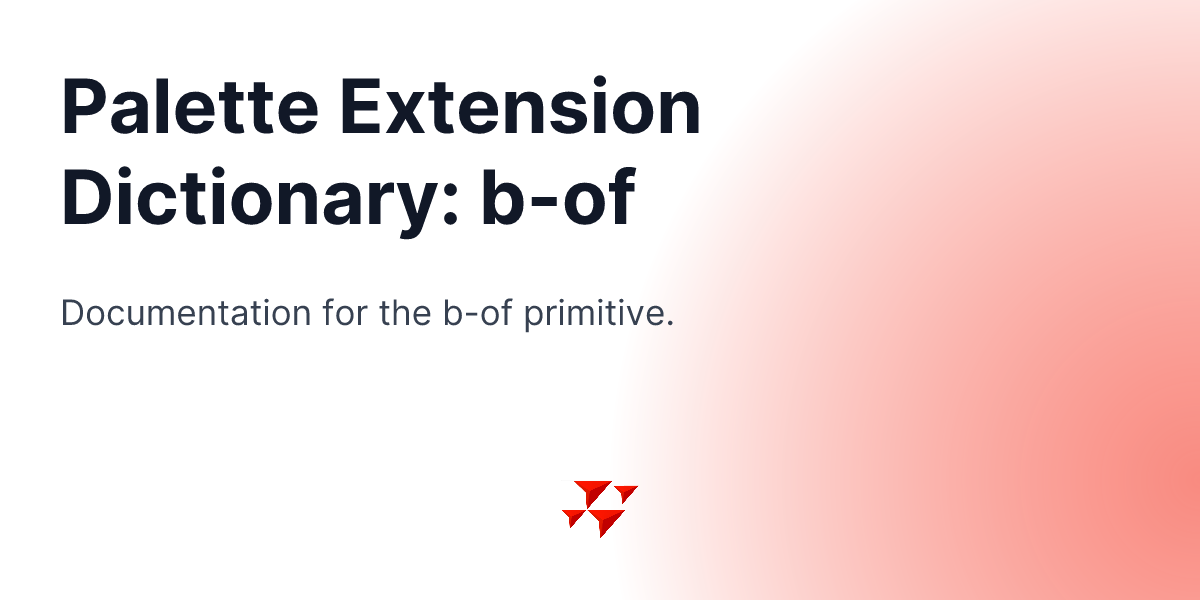 Palette Extension
Dictionary: b-of
Documentation for the b-of primitive.